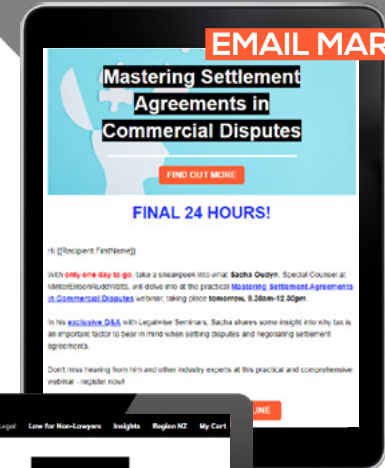 EMAIL MAR
Mastering Settlement
Agreements in
Commercial Disputes
FIND OUT MORE
FINAL 24 HOURS!
Hi {{Recipient.FirstName}}
With only one day to go, take a sneak peek into what Sacha Oudyn, Special Counsel at
MinterEllisonRuddWatts, will delve into at the practical Mastering Settlement Agreements
in Commercial Disputes webinar, taking place tomorrow, 9.30am-12.30pm.
In his exclusive Q&A with Legalwise Seminars, Sacha shares some insight into why tax is
an important factor to bear in mind when settling disputes and negotiating settlement
agreements.
Don't miss hearing from him and other industry experts at this practical and comprehensive
webinar - register now!
LINE
Legal Law for Non-Lawyers Insights Region NZ My Cart